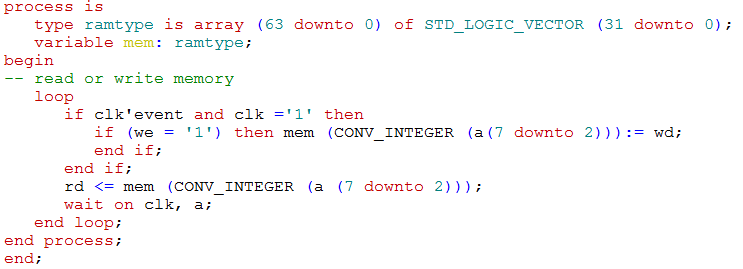 process is
   type ramtype is array (63 downto 0) of STD_LOGIC_VECTOR (31 downto 0);
   variable mem: ramtype;
begin
-- read or write memory
   loop
      if clk'event and clk ='1' then
         if (we = '1') then mem (CONV_INTEGER (a(7 downto 2))):= wd;
         end if;
      end if;
      rd <= mem (CONV_INTEGER (a (7 downto 2)));
      wait on clk, a;
   end loop;
end process;
end;